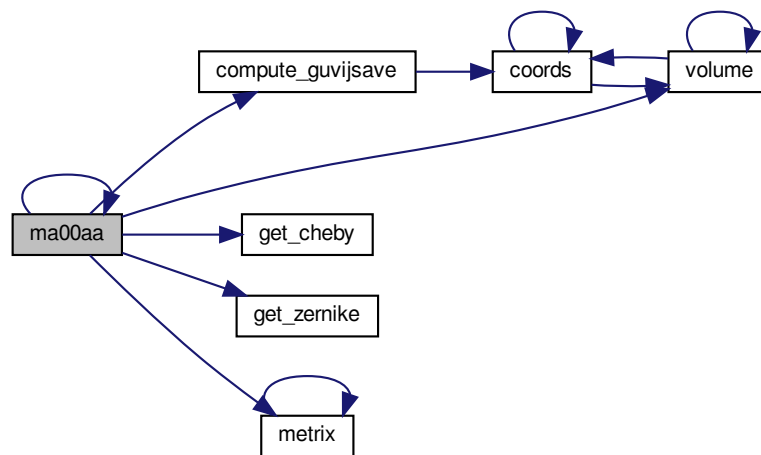 compute_guvijsave
coords
volume
ma00aa
get_cheby
get_zernike
metrix